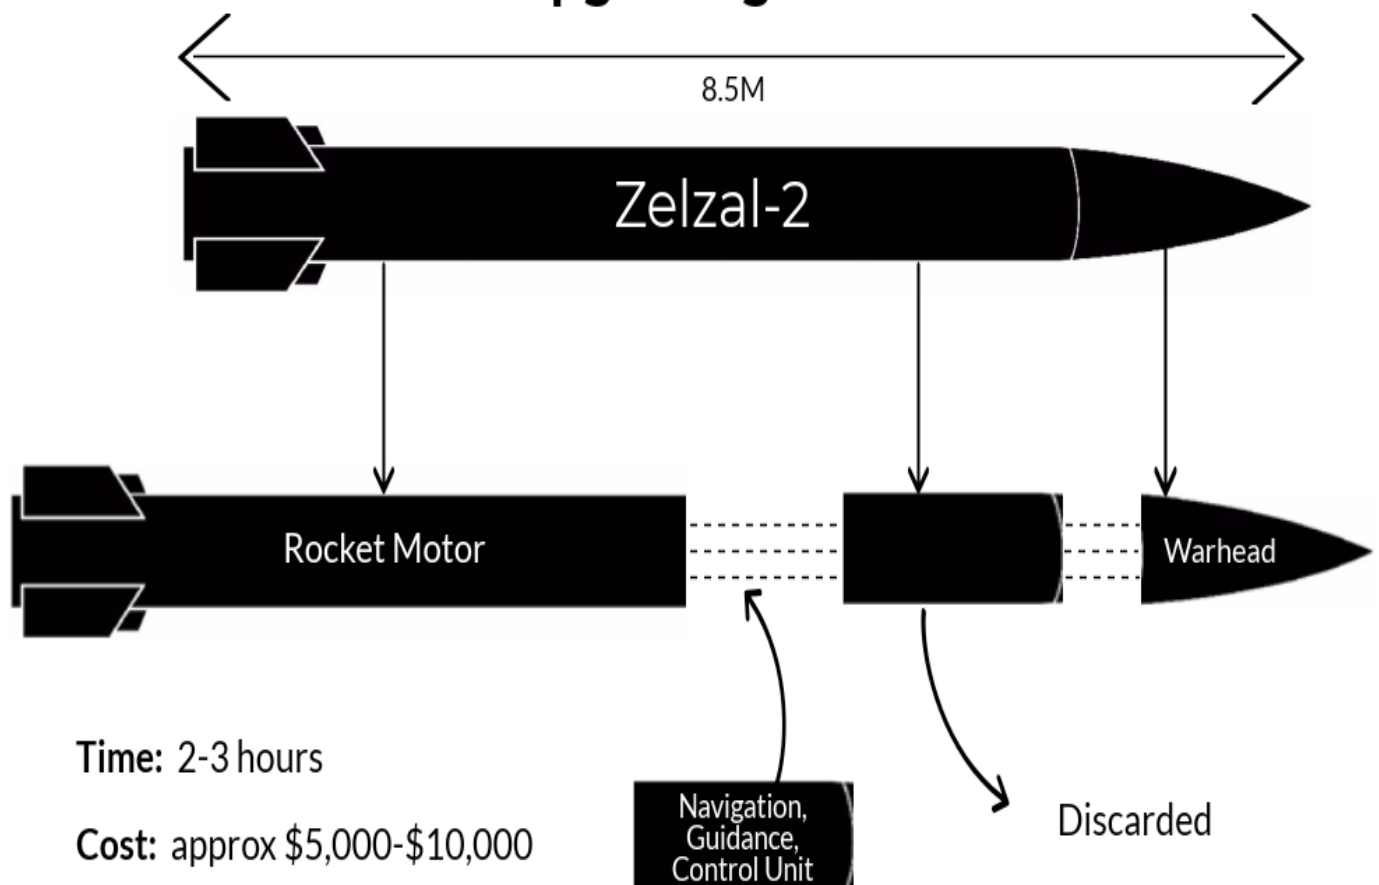 8.5M
Zelzal-2
Rocket Motor
Warhead
Time: 2-3 hours
Cost: approx $5,000-$10,000
Navigation,
Guidance,
Control Unit
Discarded